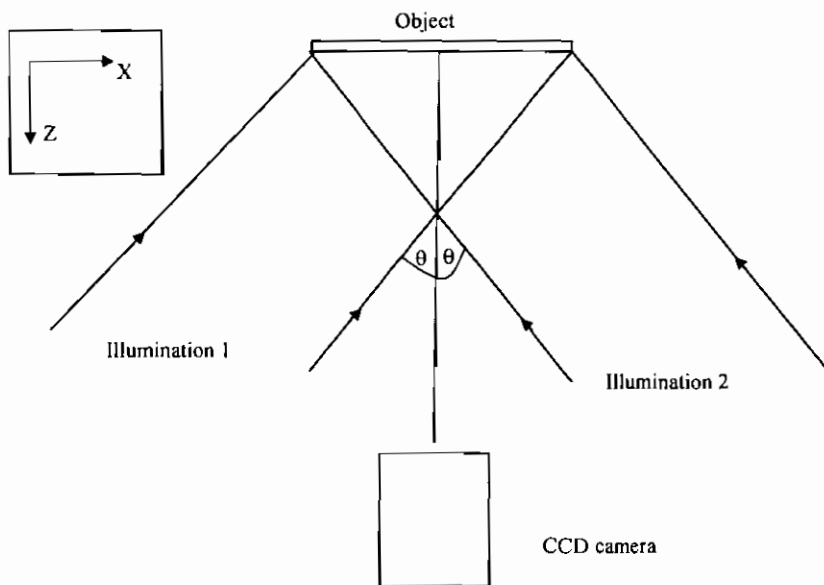 Object
X
Z
θ θ
Illumination 1
Illumination 2
CCD camera